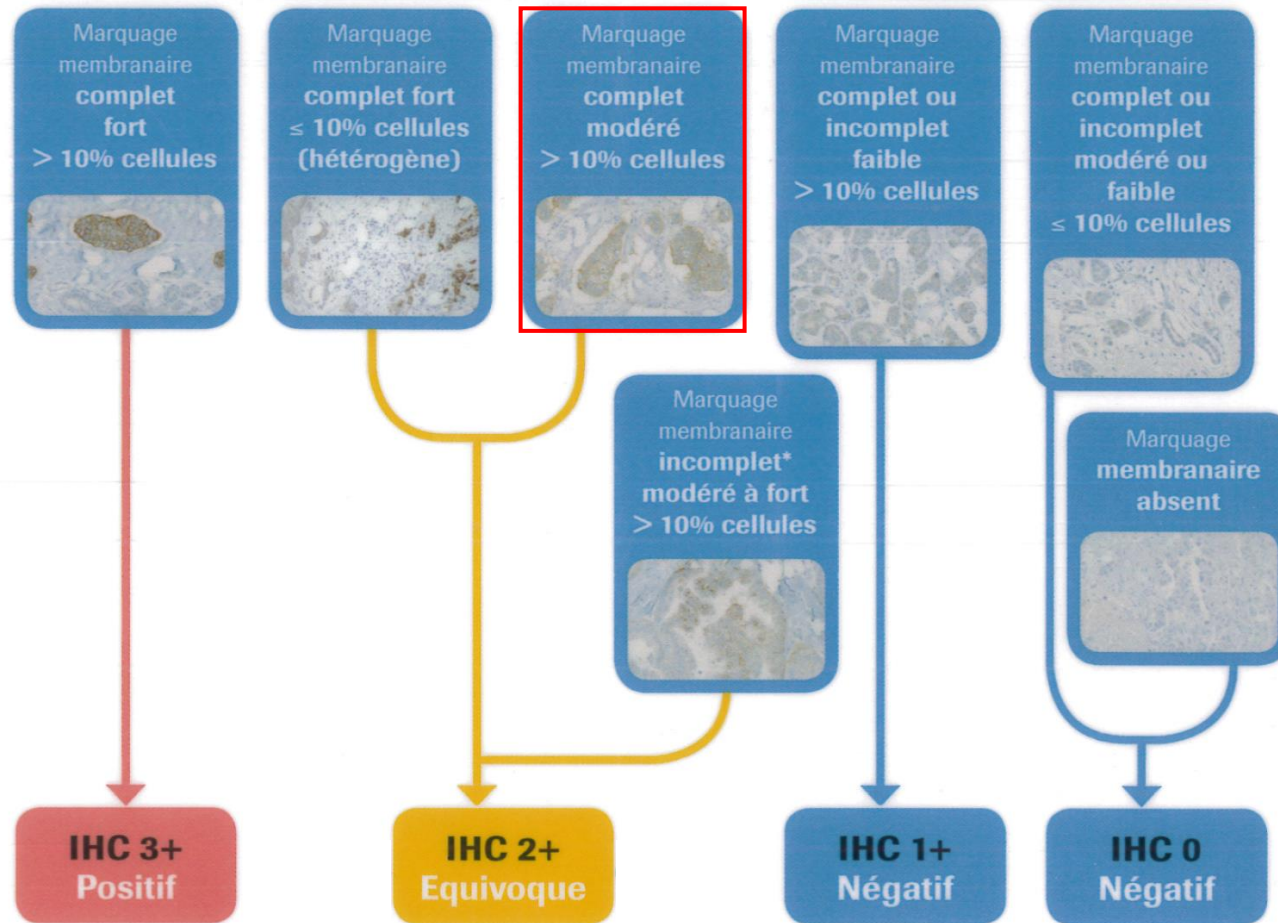 Marquage
membranaire
complet
fort
> 10% cellules
Marquage
membranaire
complet fort
≤ 10% cellules
(hétérogène)
Marquage
membranaire
complet
modéré
> 10% cellules
Marquage
membranaire
complet ou
incomplet
faible
> 10% cellules
Marquage
membranaire
complet ou
incomplet
modéré ou
faible
≤ 10% cellules
Marquage
membranaire
incomplet*
modéré à fort
> 10% cellules
Marquage
membranaire
absent
IHC 3+
Positif
IHC 2+
Equivoque
IHC 1+
Négatif
IHC 0
Négatif